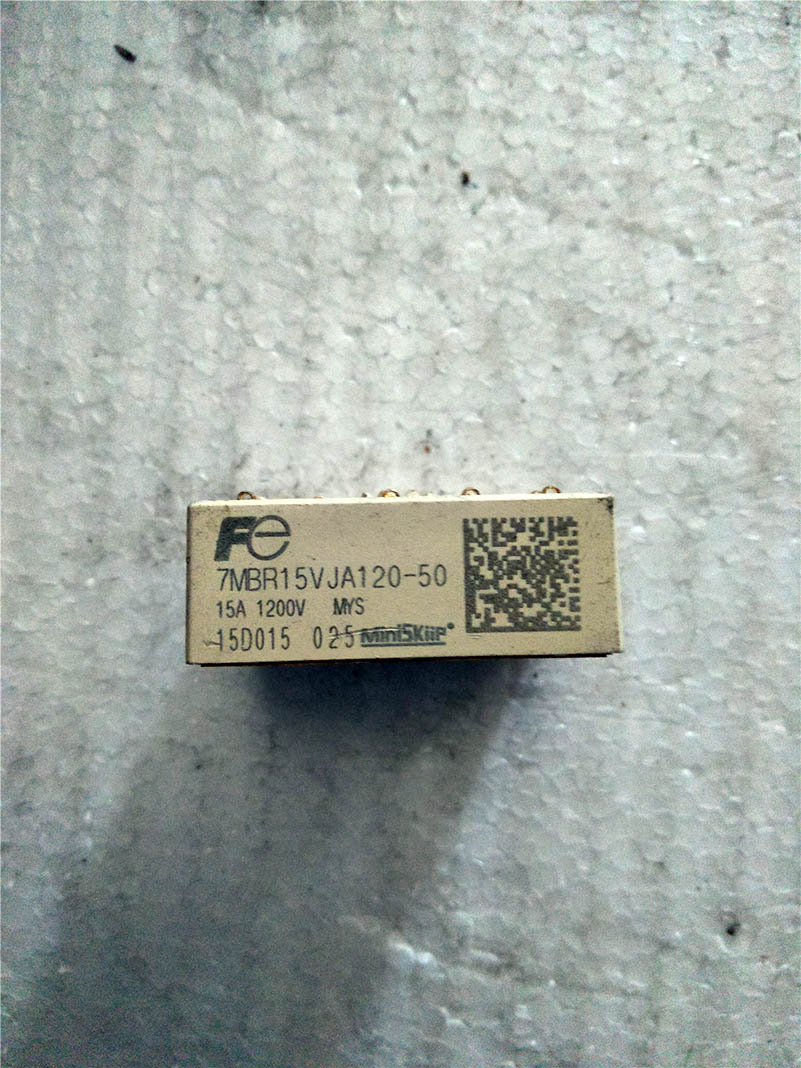 Fe
7MBR15VJA120-50
15A 1200V MYS
15D015 025 MiniSKiiP®